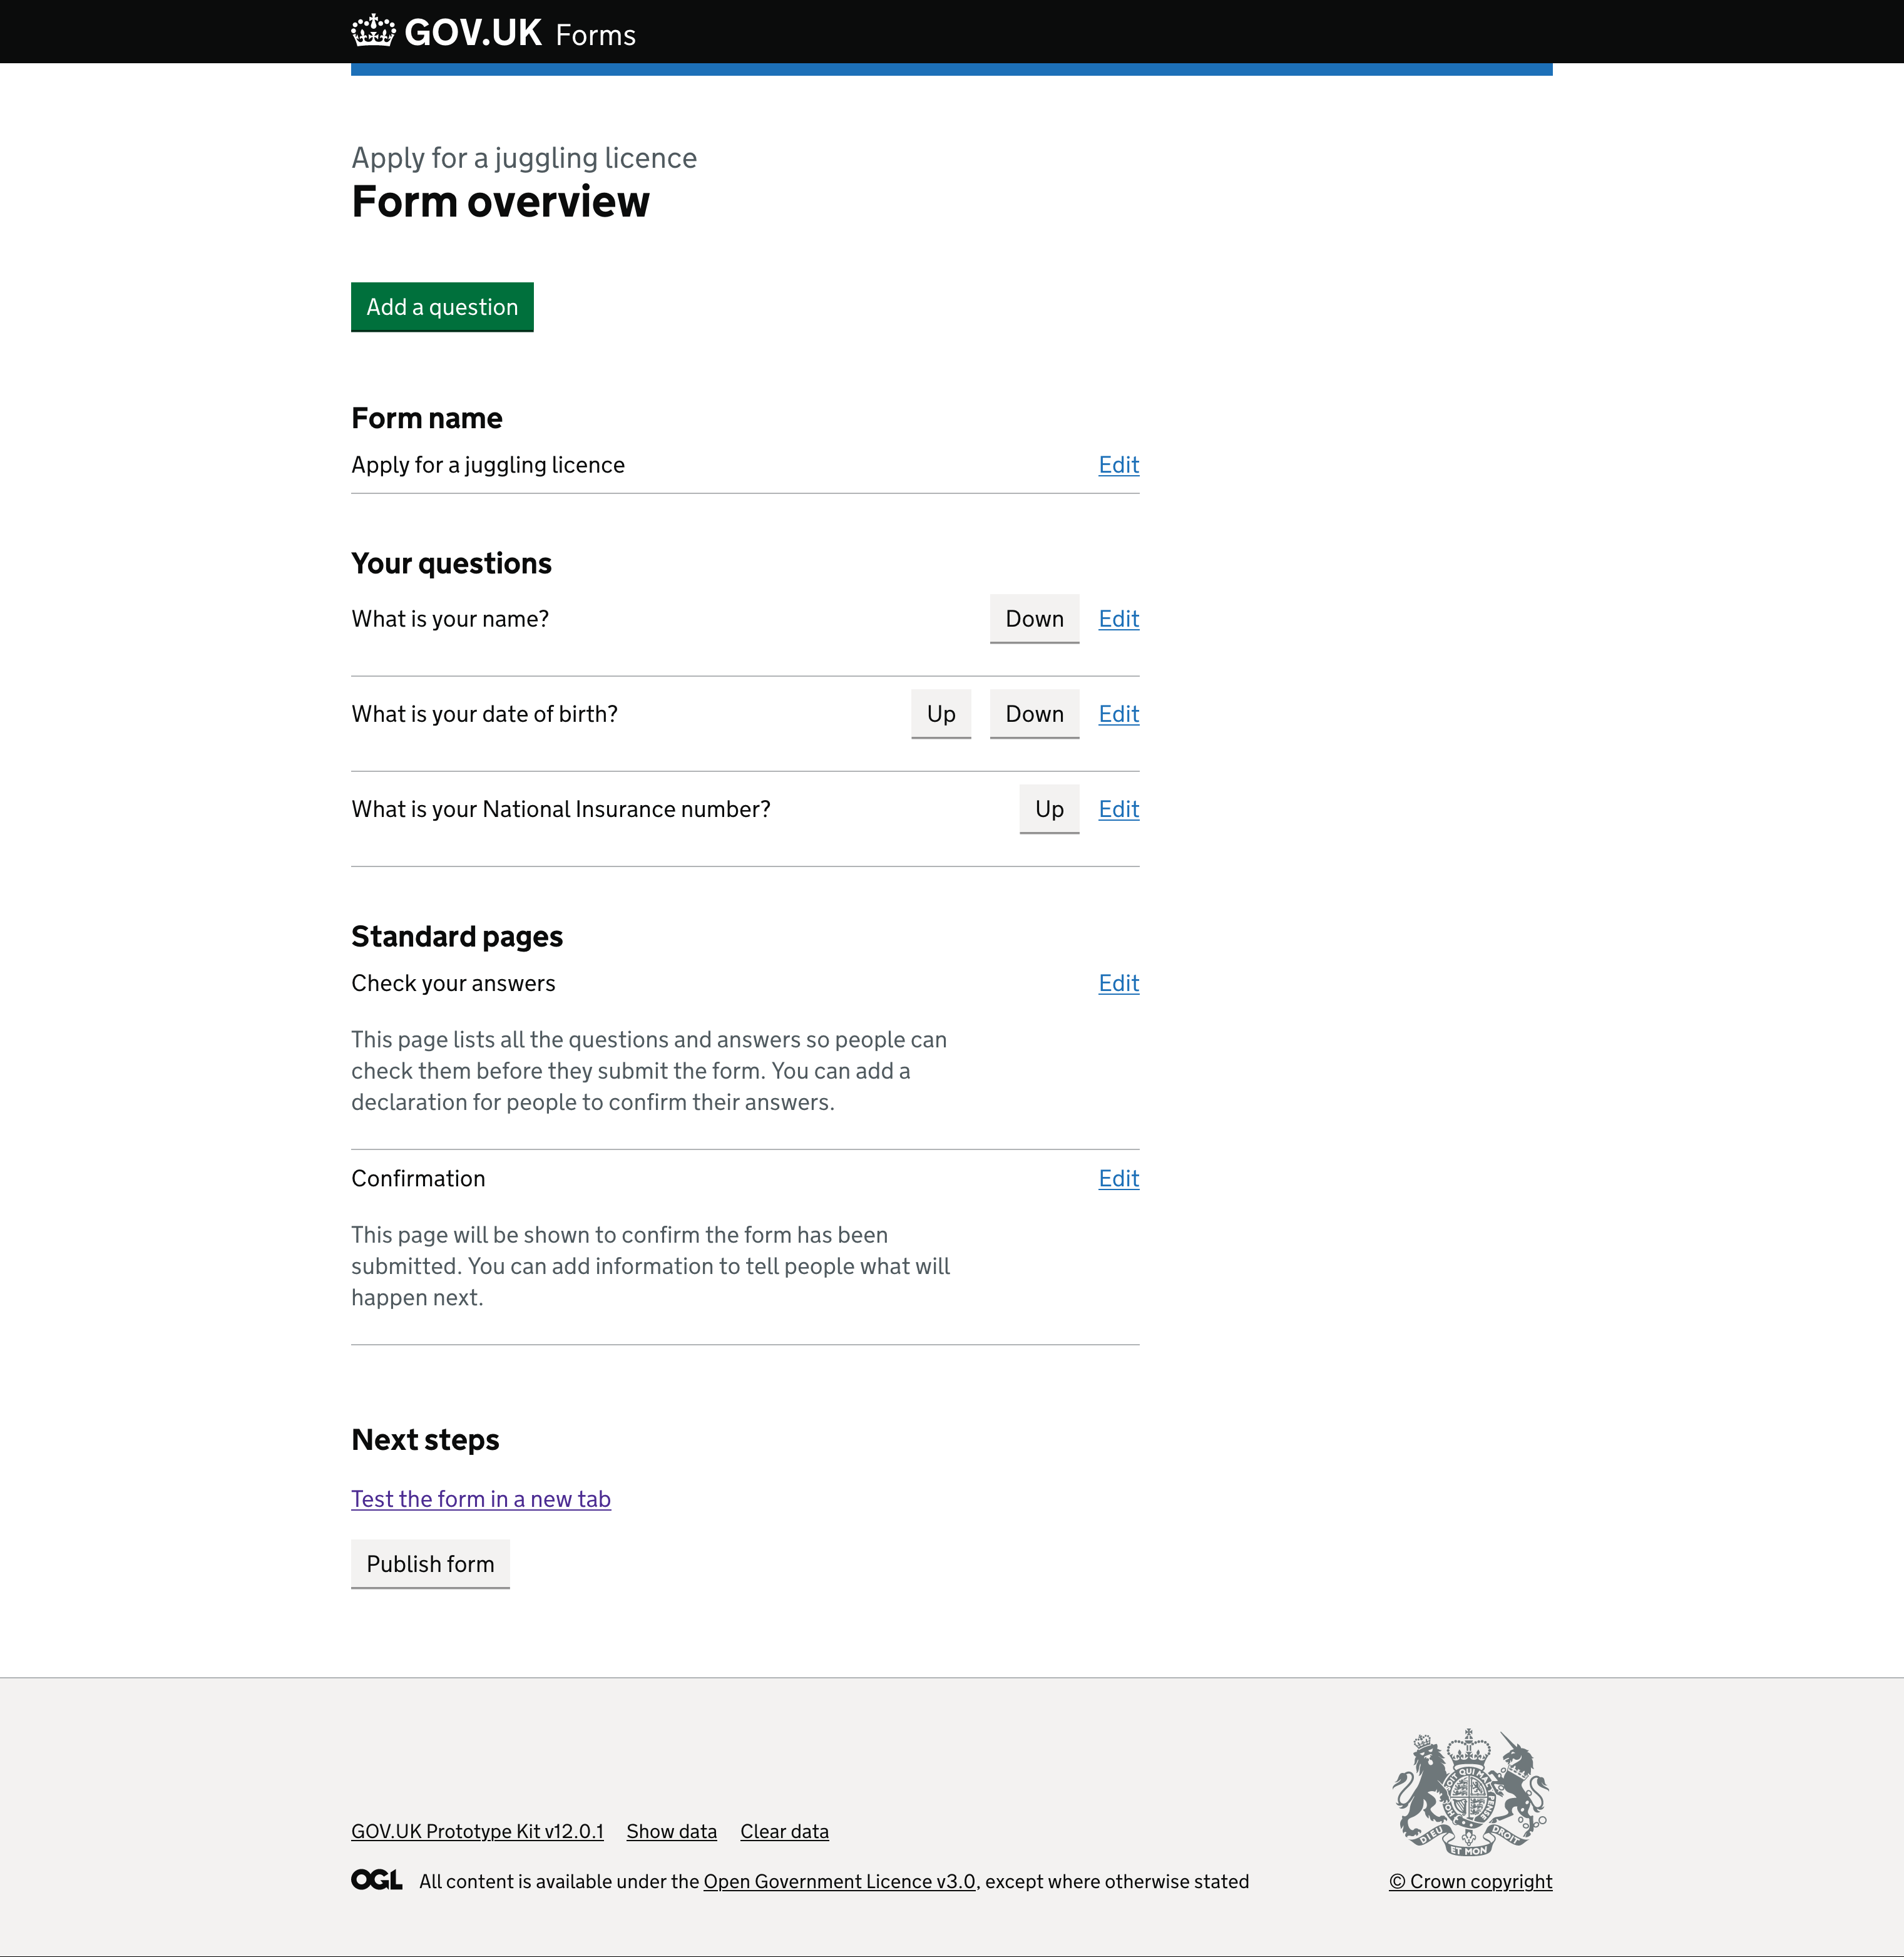 GOV.UK Forms
Apply for a juggling licence
Form overview
Add a question
Form name
Apply for a juggling licence Edit
Your questions
What is your name? Down Edit
What is your date of birth? Up Down Edit
What is your National Insurance number? Up Edit
Standard pages
Check your answers Edit
This page lists all the questions and answers so people can
check them before they submit the form. You can add a
declaration for people to confirm their answers.
Confirmation Edit
This page will be shown to confirm the form has been
submitted. You can add information to tell people what will
happen next.
Next steps
Test the form in a new tab
Publish form
GOV.UK Prototype Kit v12.0.1 Show data Clear data
OGL All content is available under the Open Government Licence v3.0, except where otherwise stated
DIEU ET MON DROIT
© Crown copyright